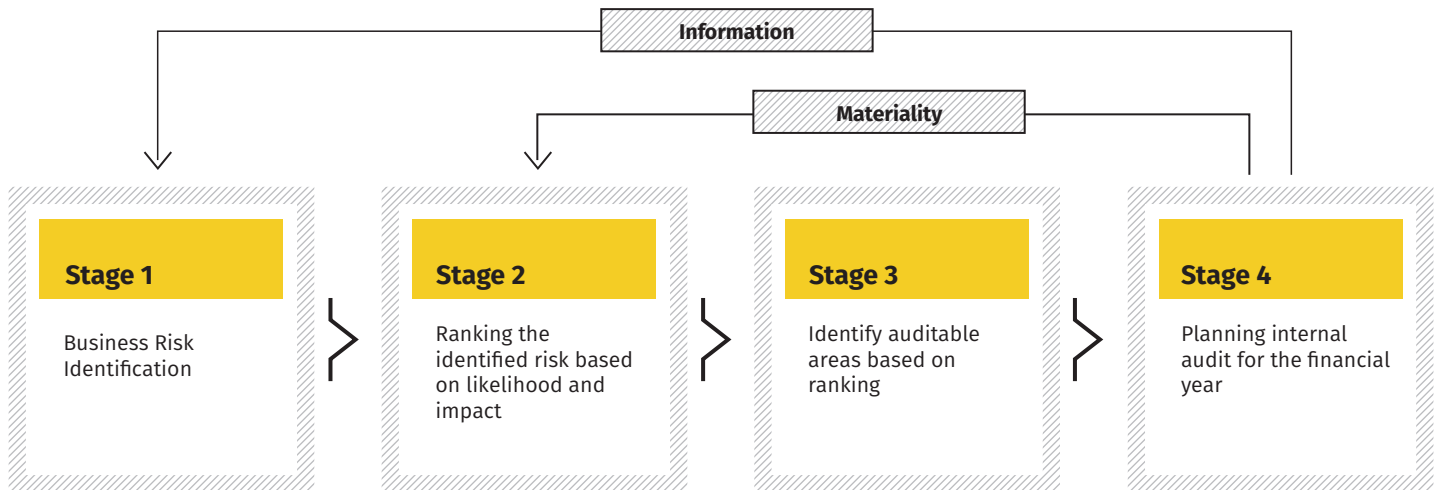 Information
Materiality
Stage 1
Business Risk
Identification
Stage 2
Ranking the
identified risk based
on likelihood and
impact
Stage 3
Identify auditable
areas based on
ranking
Stage 4
Planning internal
audit for the financial
year